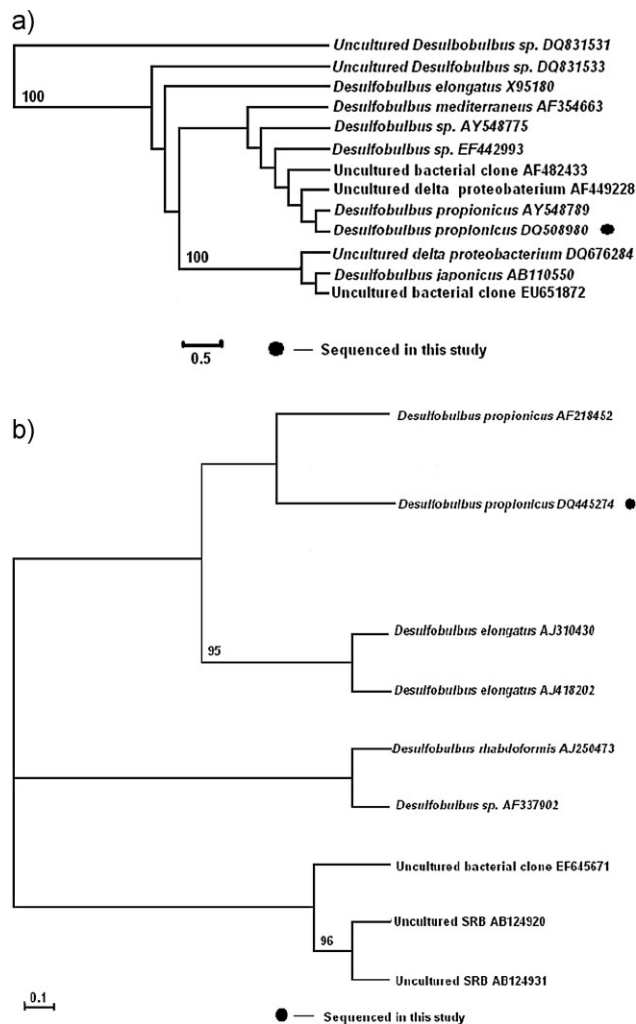 a)
Uncultured Desulbobulbus sp. DQ831531
Uncultured Desulfobulbus sp. DQ831533
100
Desulfobulbus elongatus X95180
Desulfobulbus mediterraneus AF354663
Desulfobulbus sp. AY548775
Desulfobulbus sp. EF442993
Uncultured bacterial clone AF482433
Uncultured delta proteobaterium AF449228
Desulfobulbus propionicus AY548789
Desulfobulbus propionicus DQ508980
100
Uncultured delta proteobacterium DQ676284
Desulfobulbus japonicus AB110550
Uncultured bacterial clone EU651872
0.5
— Sequenced in this study
b)
Desulfobulbus propionicus AF218452
Desulfobulbus propionicus DQ445274
Desulfobulbus elongatus AJ310430
95
Desulfobulbus elongatus AJ418202
Desulfobulbus rhabdoformis AJ250473
Desulfobulbus sp. AF337902
Uncultured bacterial clone EF645671
Uncultured SRB AB124920
96
Uncultured SRB AB124931
0.1
— Sequenced in this study